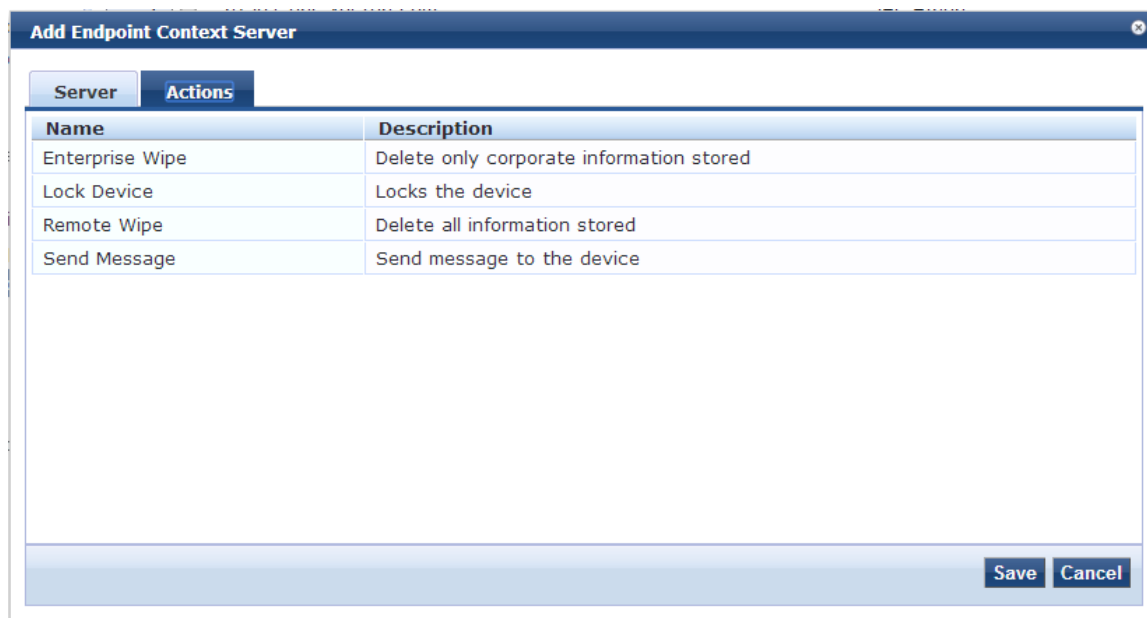 Add Endpoint Context Server
Server Actions
Name Description
Enterprise Wipe Delete only corporate information stored
Lock Device Locks the device
Remote Wipe Delete all information stored
Send Message Send message to the device
Save Cancel